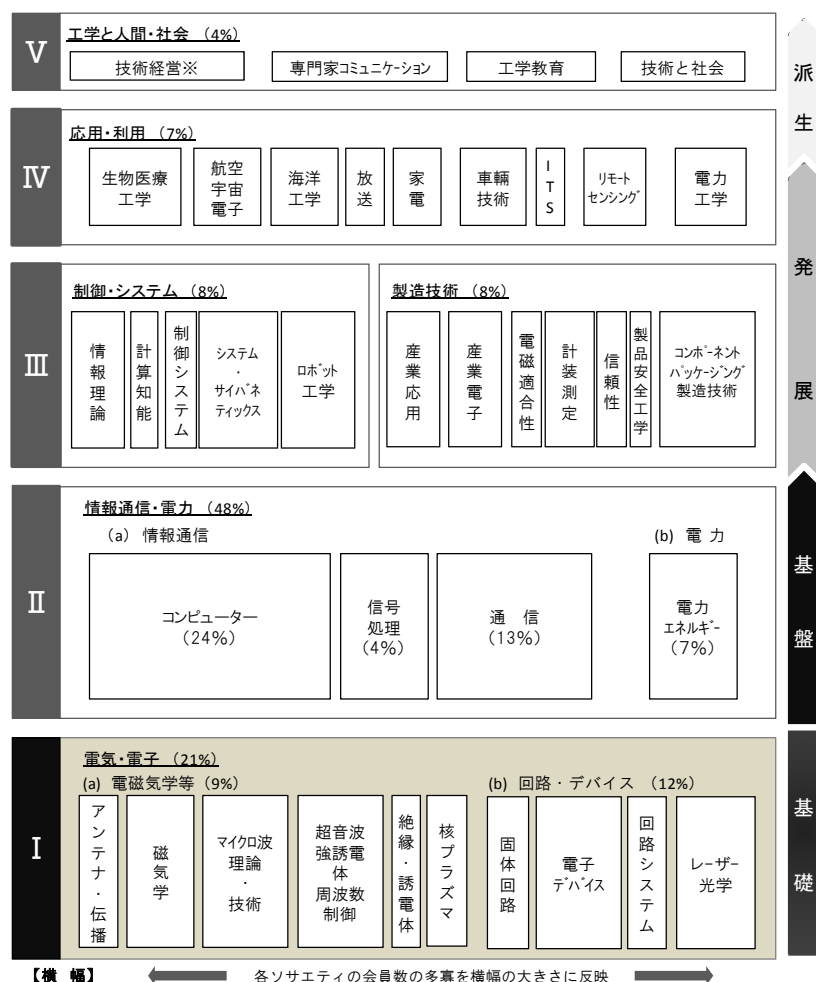 Ⅴ
工学と人間・社会（4%）
技術経営※
専門家コミュニケーション
工学教育
技術と社会
派
生
Ⅳ
応用・利用（7%）
生物医療
工学
航空
宇宙
電子
海洋
工学
放
送
家
電
車輌
技術
I
T
S
リモート
センシング
電力
工学
発
展
Ⅲ
制御・システム（8%）
情報理論
計算知能
制御システム
システム
・
サイバネ
ティックス
ロボット
工学
製造技術（8%）
産業応用
産業電子
電磁適合性
計装測定
信頼性
製品安全工学
コンポーネント
パッケージング
製造技術
Ⅱ
情報通信・電力（48%）
（a） 情報通信
コンピューター
(24%)
信号
処理
(4%)
通 信
(13%)
(b) 電 力
電力
エネルギー
(7%)
基
盤
Ⅰ
電気・電子（21%）
(a) 電磁気学等（9%）
アンテナ・伝播
磁気学
マイクロ波
理論
・
技術
超音波
強誘電
体
周波数
制御
絶縁・誘電体
核プラズマ
(b) 回路・デバイス （12%）
固体回路
電子
デバイス
回路システム
レーザー
光学
基
礎
【横 幅】
各ソサエティの会員数の多寡を横幅の大きさに反映